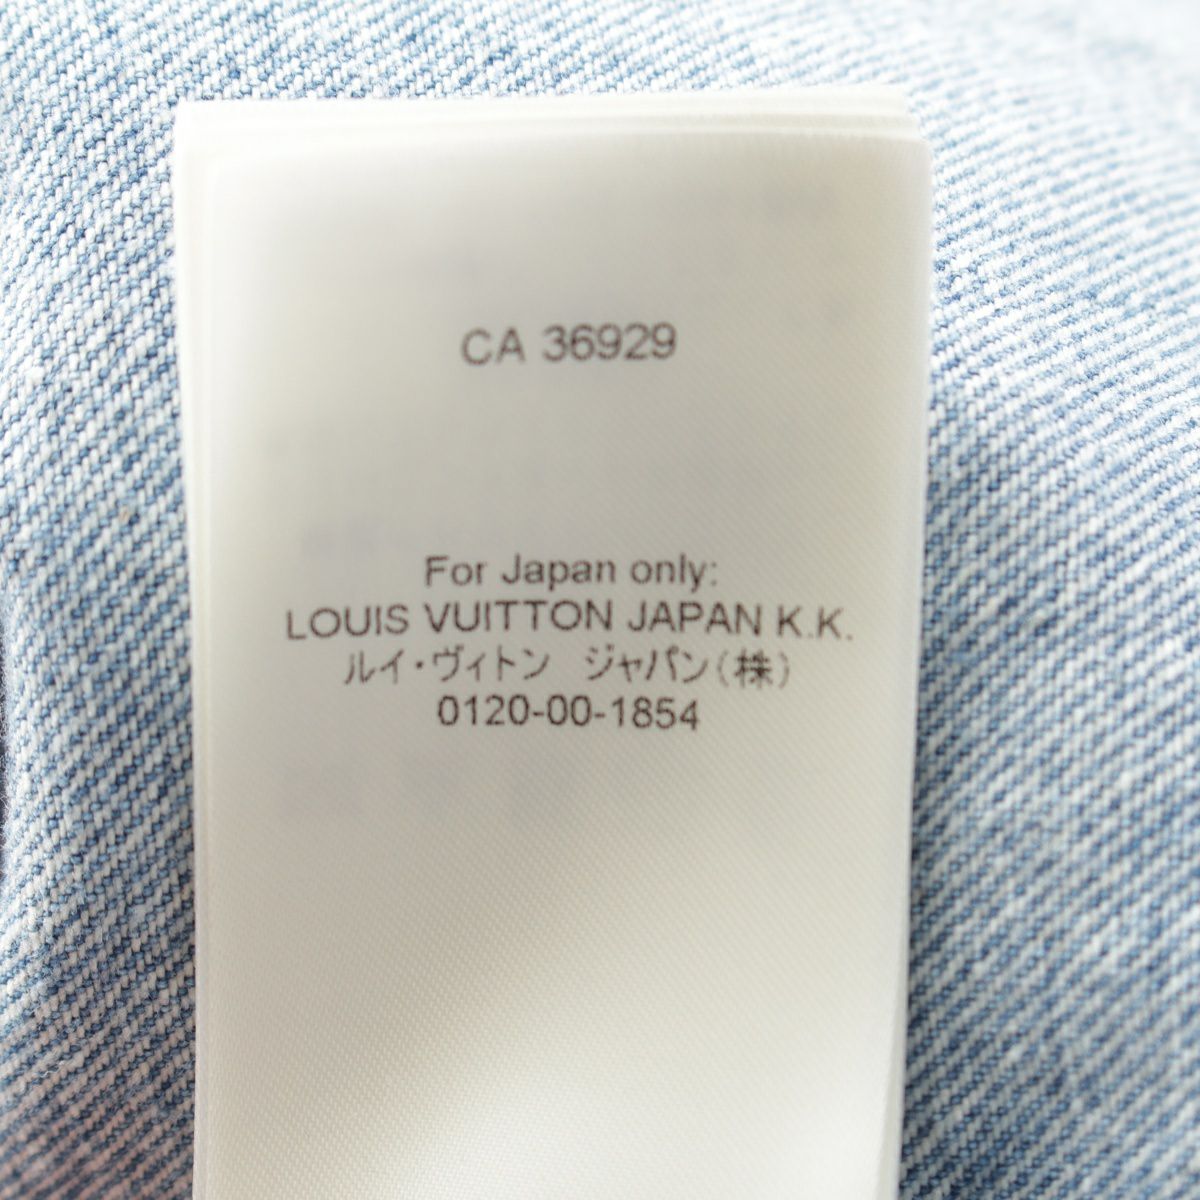 CA 36929
For Japan only:
LOUIS VUITTON JAPAN K.K.
ルイ・ヴィトン　ジャパン(株)
0120-00-1854